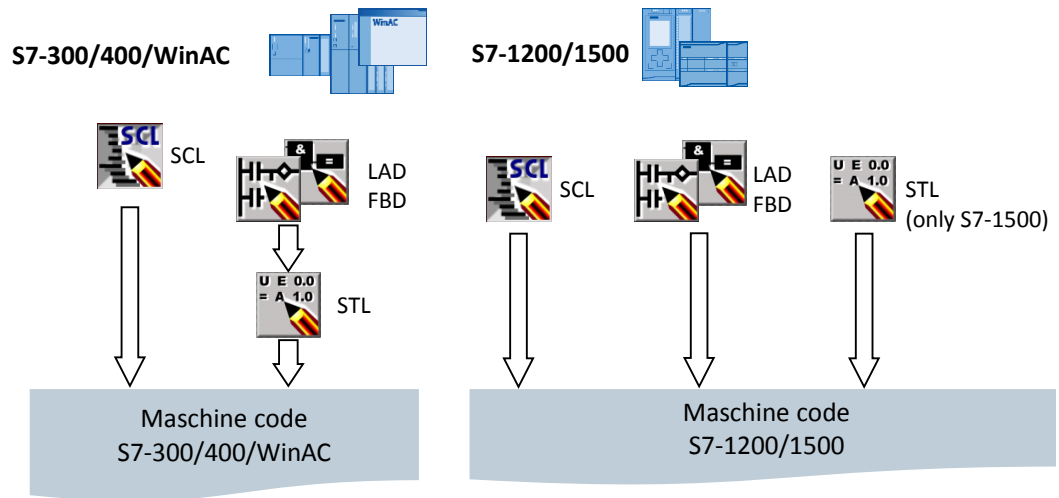 WinAC
S7-300/400/WinAC
S7-1200/1500
SCL
SCL
&
=
LAD
FBD
SCL
SCL
&
=
LAD
FBD
U E 0.0
= A 1.0
STL
(only S7-1500)
U E 0.0
= A 1.0
STL
Maschine code
S7-300/400/WinAC
Maschine code
S7-1200/1500